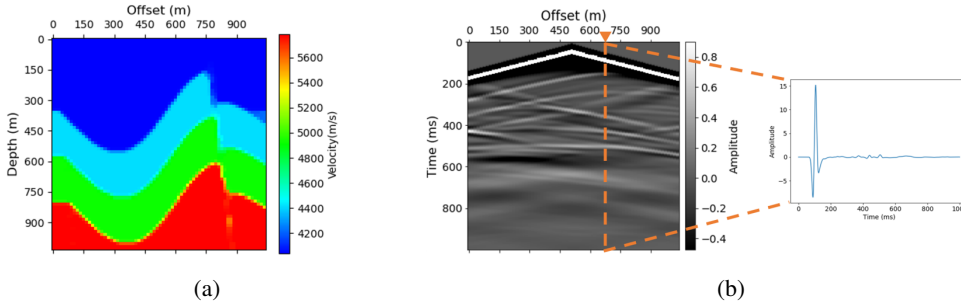 Offset (m)
0 150 300 450 600 750 900
Depth (m)
0
150
300
450
600
750
900
5600
5400
5200
5000
4800
4600
4400
4200
Velocity(m/s)
(a)
Offset (m)
0 150 300 450 600 750 900
Time (ms)
0
200
400
600
800
0.8
0.6
0.4
0.2
0.0
−0.2
−0.4
Amplitude
Amplitude
15
10
5
0
−5
0 200 400 600 800 1000
Time (ms)
(b)